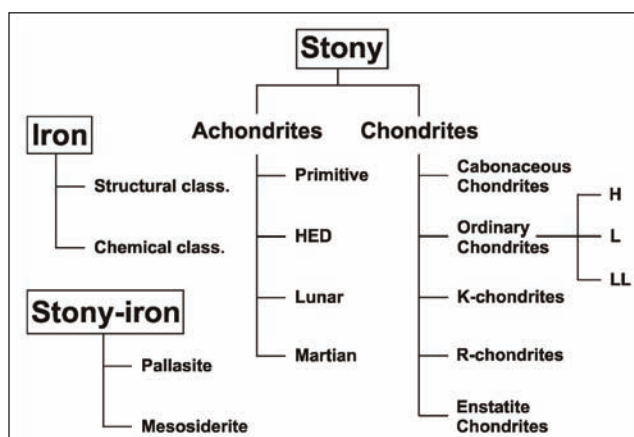 Stony
Iron
Structural class.
Chemical class.
Stony-iron
Pallasite
Mesosiderite
Achondrites
Primitive
HED
Lunar
Martian
Chondrites
Cabonaceous
Chondrites
Ordinary
Chondrites
H
L
LL
K-chondrites
R-chondrites
Enstatite
Chondrites